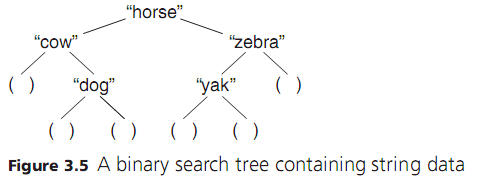 “horse”
“cow” “zebra”
( ) “dog” “yak” ( )
( ) ( ) ( ) ( )
Figure 3.5 A binary search tree containing string data